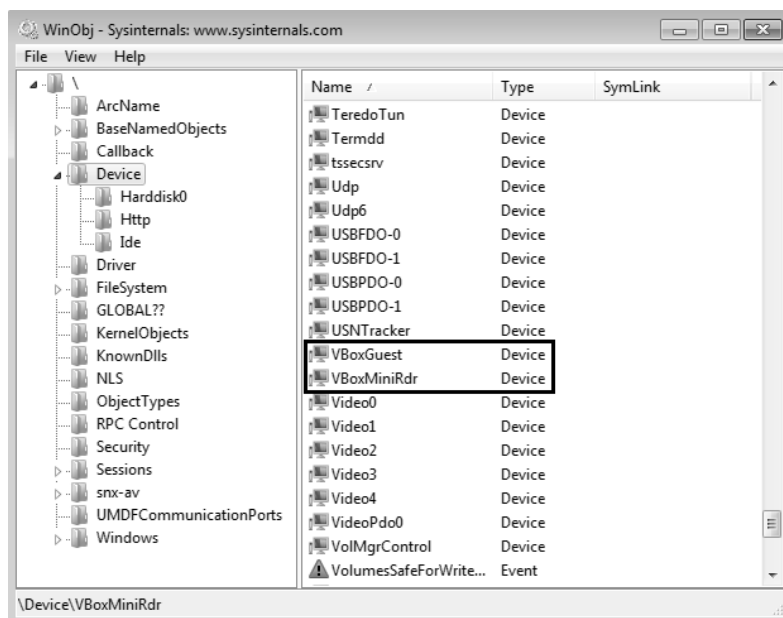 WinObj - Sysinternals: www.sysinternals.com
File View Help
\
ArcName
BaseNamedObjects
Callback
Device
Harddisk0
Http
Ide
Driver
FileSystem
GLOBAL??
KernelObjects
KnownDlls
NLS
ObjectTypes
RPC Control
Security
Sessions
snx-av
UMDFCommunicationPorts
Windows
Name Type SymLink
TeredoTun Device
Termdd Device
tssecsrv Device
Udp Device
Udp6 Device
USBFDO-0 Device
USBFDO-1 Device
USBPDO-0 Device
USBPDO-1 Device
USNTracker Device
VBoxGuest Device
VBoxMiniRdr Device
Video0 Device
Video1 Device
Video2 Device
Video3 Device
Video4 Device
VideoPdo0 Device
VolMgrControl Device
VolumesSafeForWrite... Event
\Device\VBoxMiniRdr